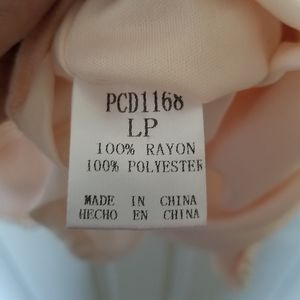 PCD1168
LP
100% RAYON
100% POLYESTER
MADE IN CHINA
HECHO EN CHINA